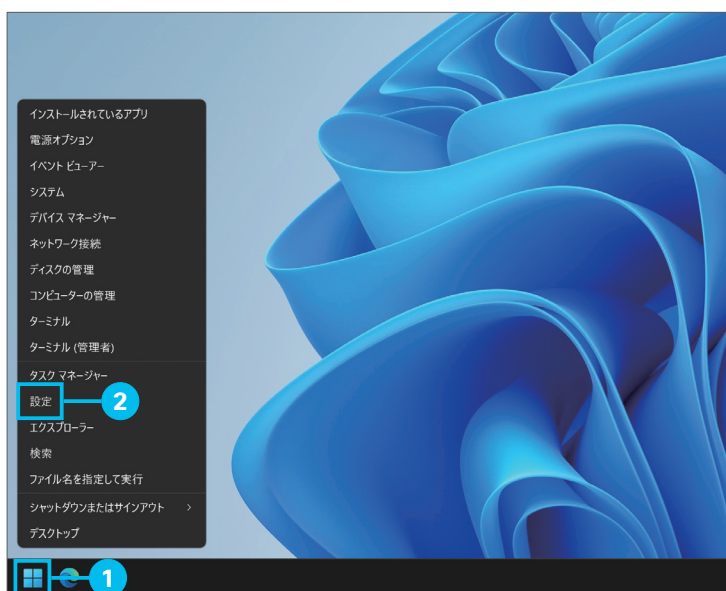 インストールされているアプリ
電源オプション
イベント ビューアー
システム
デバイス マネージャー
ネットワーク接続
ディスクの管理
コンピューターの管理
ターミナル
ターミナル (管理者)
タスク マネージャー
設定
2
エクスプローラー
検索
ファイル名を指定して実行
シャットダウンまたはサインアウト
デスクトップ
1